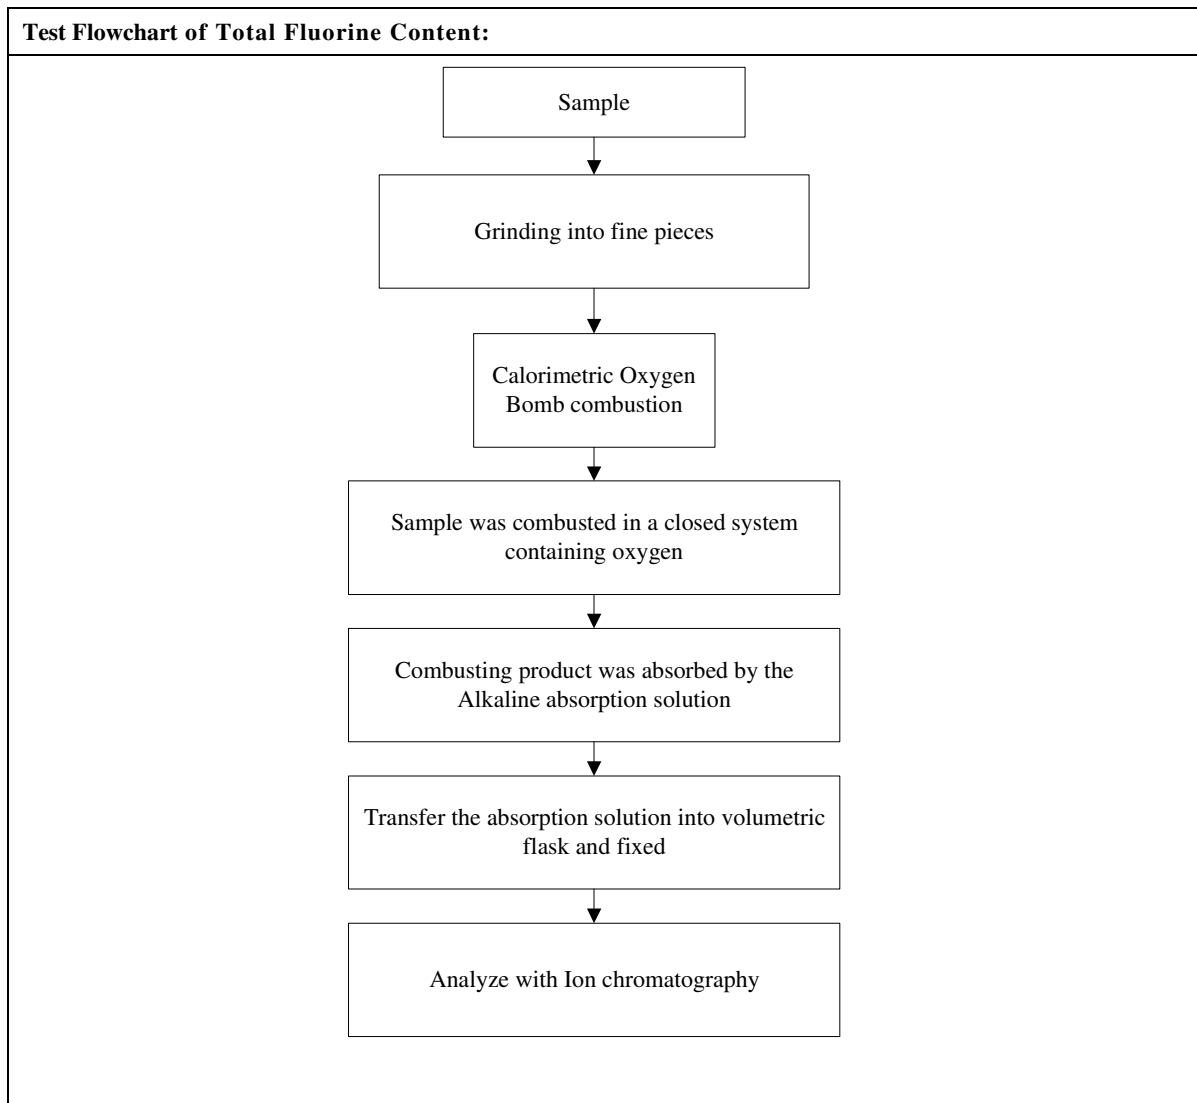 Test Flowchart of Total Fluorine Content:
Sample
Grinding into fine pieces
Calorimetric Oxygen
Bomb combustion
Sample was combusted in a closed system
containing oxygen
Combusting product was absorbed by the
Alkaline absorption solution
Transfer the absorption solution into volumetric
flask and fixed
Analyze with Ion chromatography